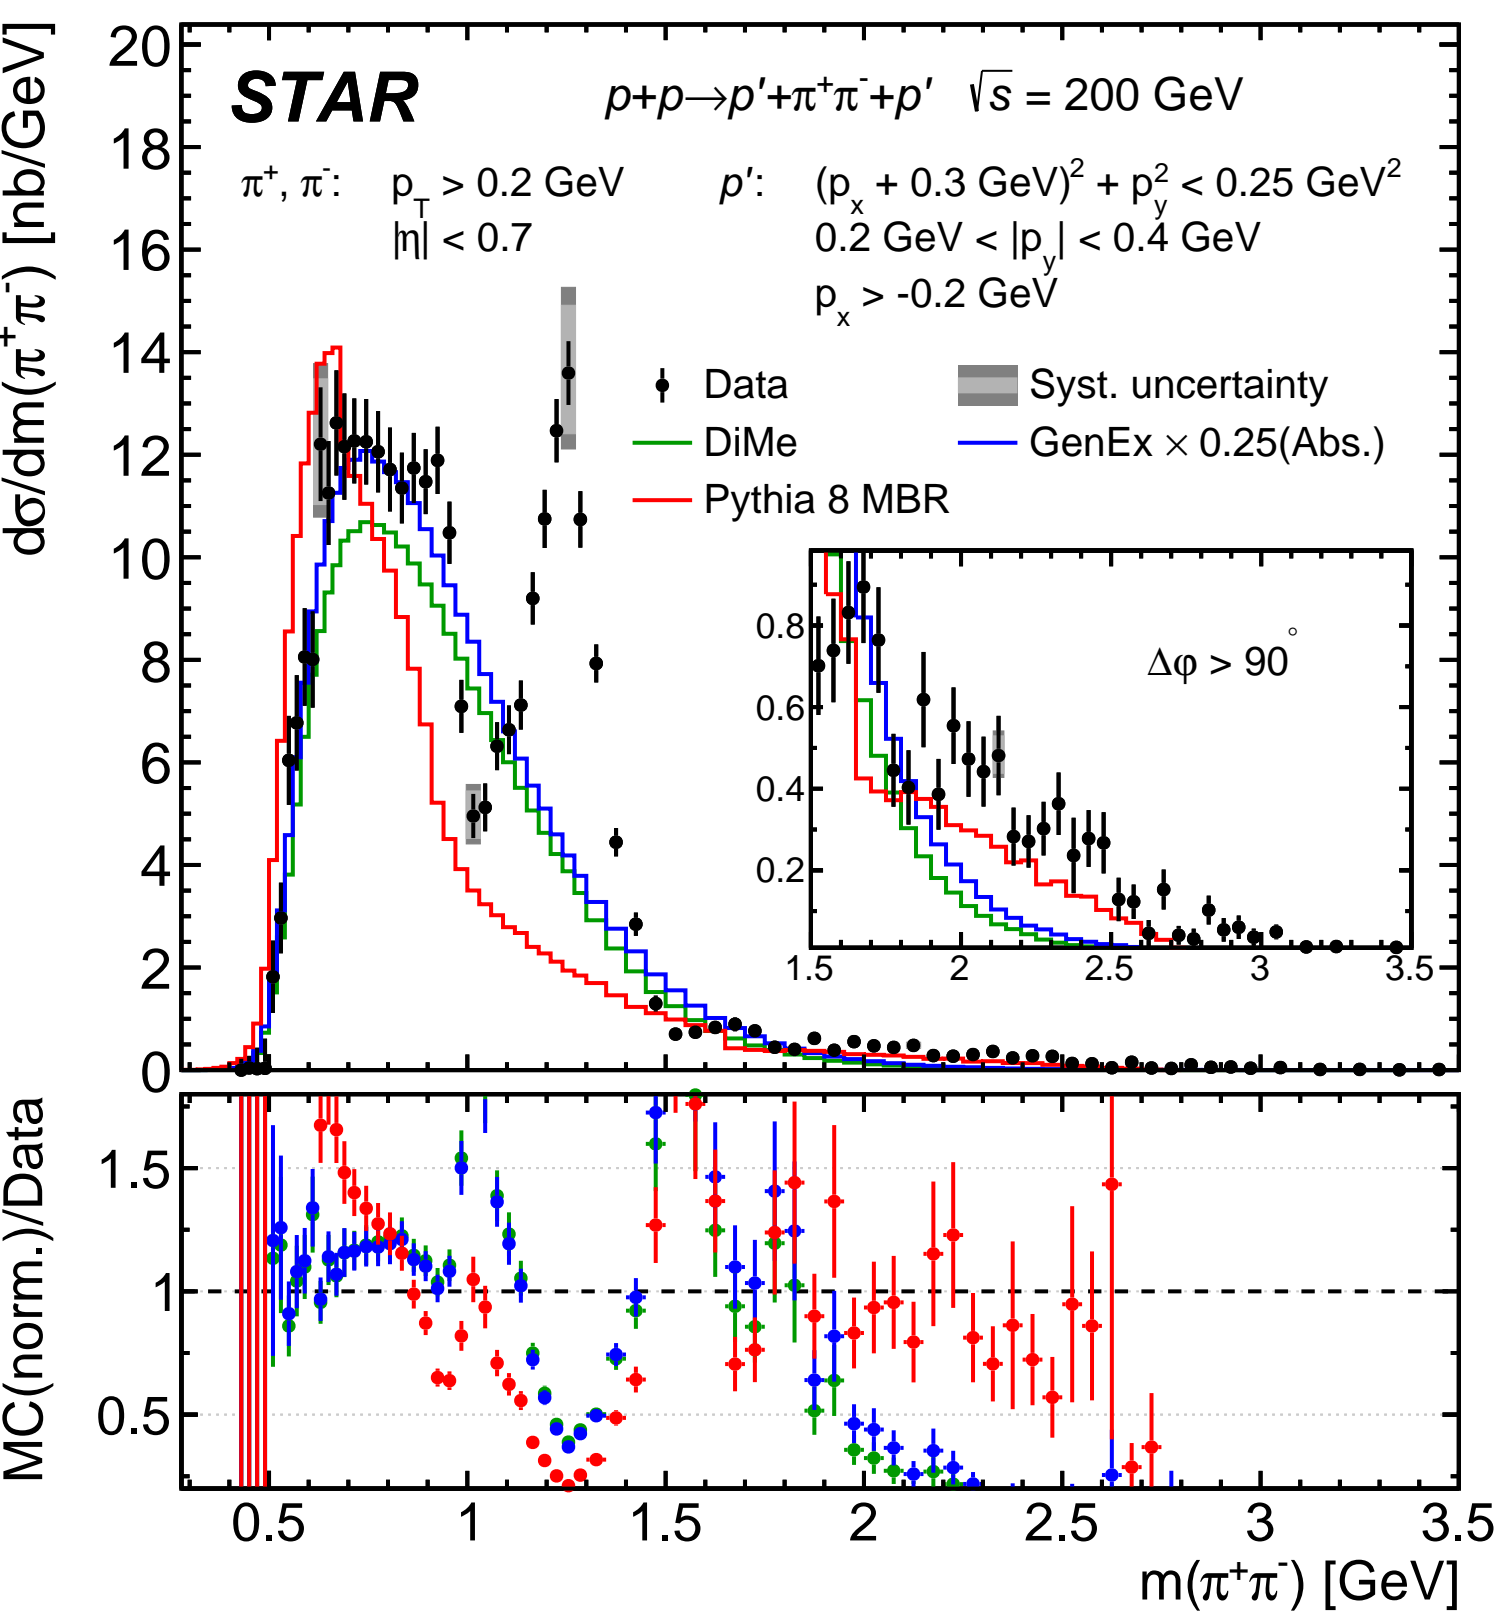 STAR
p+p→p′+π⁺π⁻+p′ √s = 200 GeV
π⁺, π⁻: p_T > 0.2 GeV
|η| < 0.7
p′: (p_x + 0.3 GeV)² + p_y² < 0.25 GeV²
0.2 GeV < |p_y| < 0.4 GeV
p_x > -0.2 GeV
Data
Syst. uncertainty
DiMe
GenEx × 0.25(Abs.)
Pythia 8 MBR
dσ/dm(π⁺π⁻) [nb/GeV]
20
18
16
14
12
10
8
6
4
2
0
Δφ > 90°
0.8
0.6
0.4
0.2
1.5 2 2.5 3 3.5
MC(norm.)/Data
1.5
1
0.5
0.5 1 1.5 2 2.5 3 3.5
m(π⁺π⁻) [GeV]